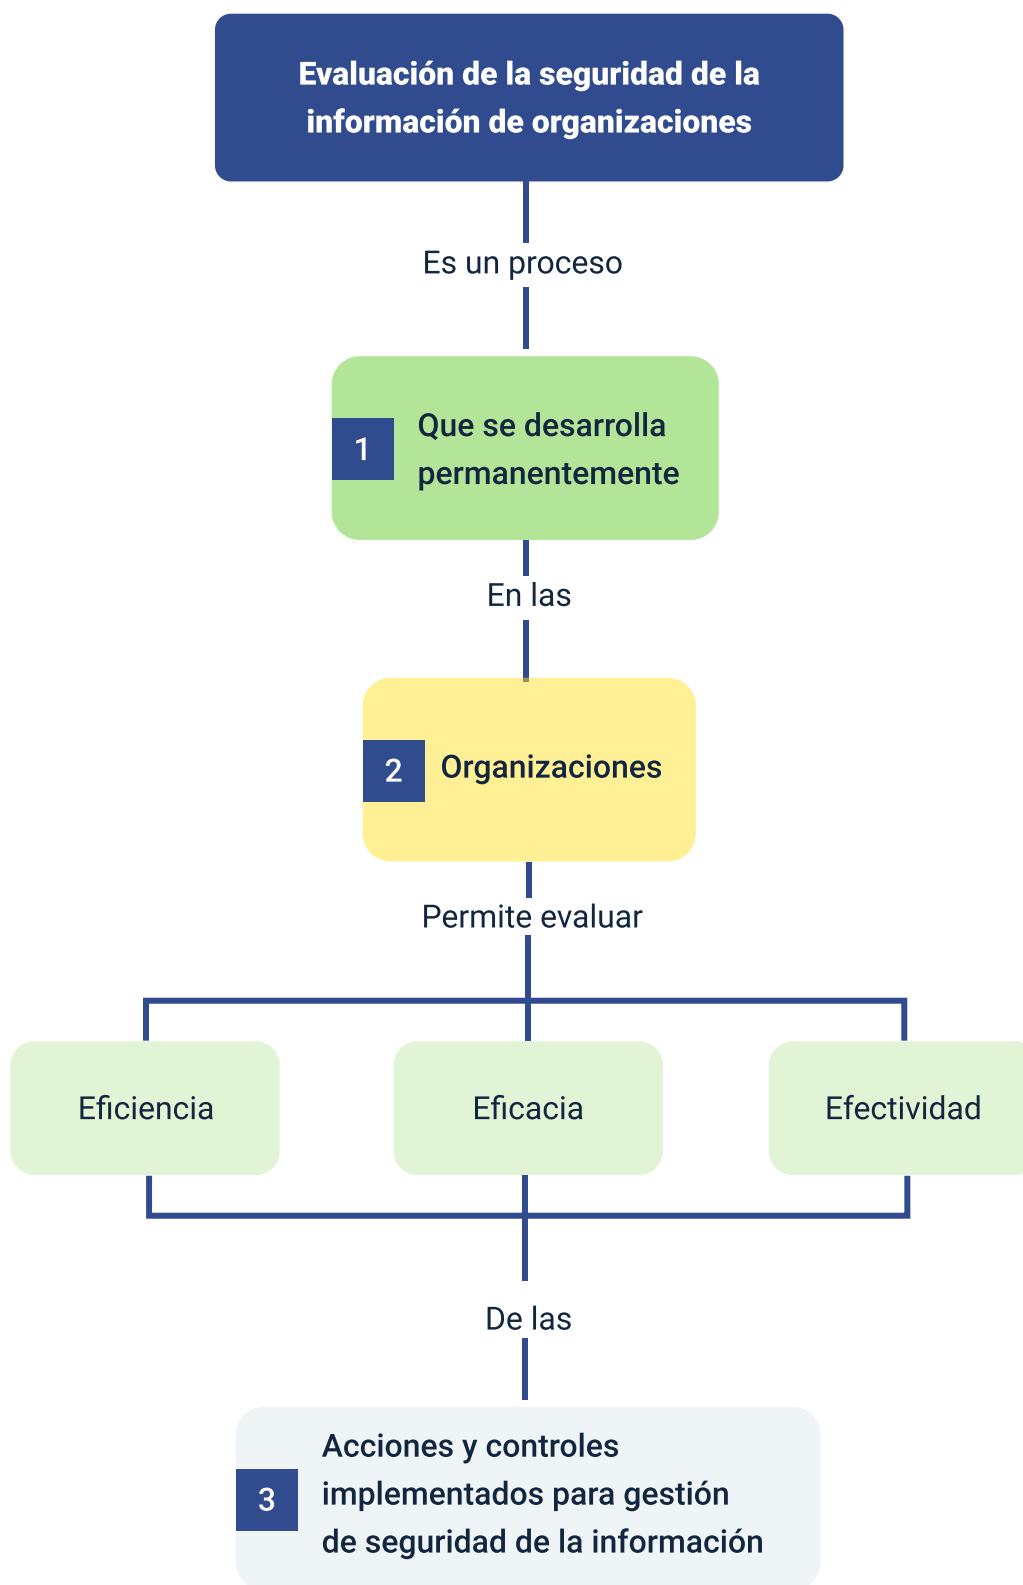 Evaluación de la seguridad de la
información de organizaciones
Es un proceso
1
Que se desarrolla
permanentemente
En las
2
Organizaciones
Permite evaluar
Eficiencia
Eficacia
Efectividad
De las
3
Acciones y controles
implementados para gestión
de seguridad de la información